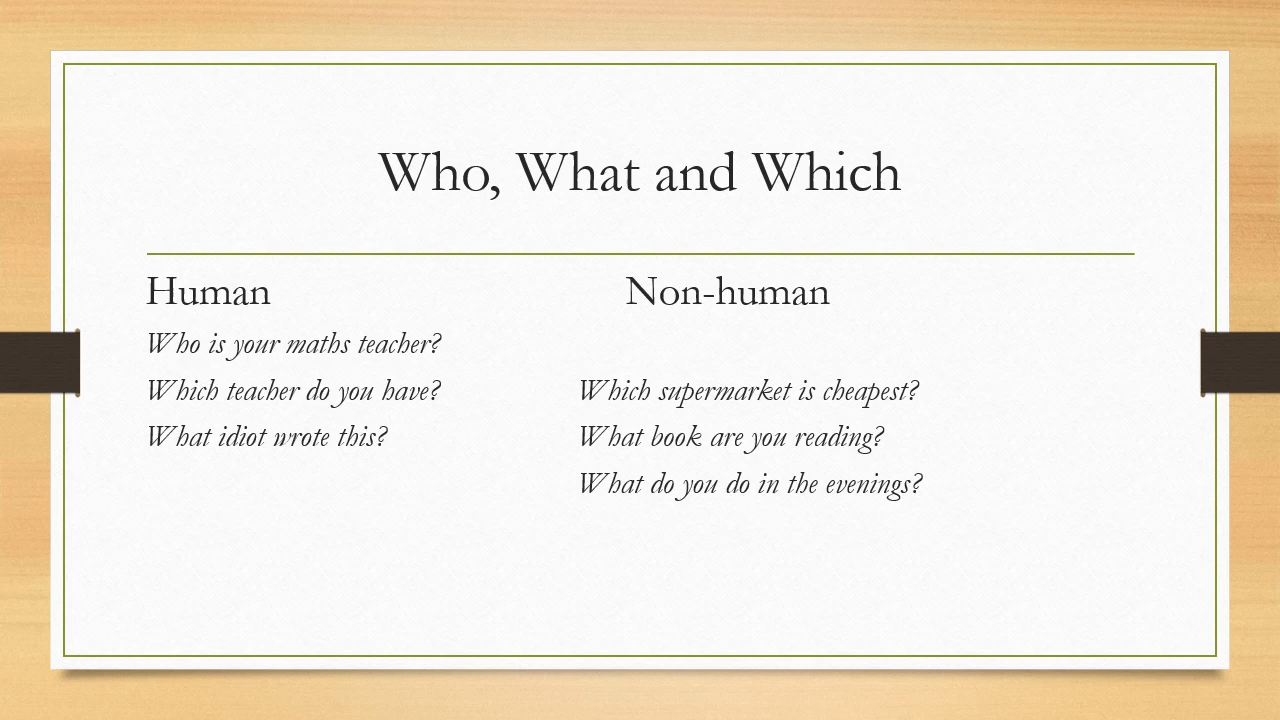 Who, What and Which
Human Non-human
Who is your maths teacher?
Which teacher do you have? Which supermarket is cheapest?
What idiot wrote this? What book are you reading?
What do you do in the evenings?